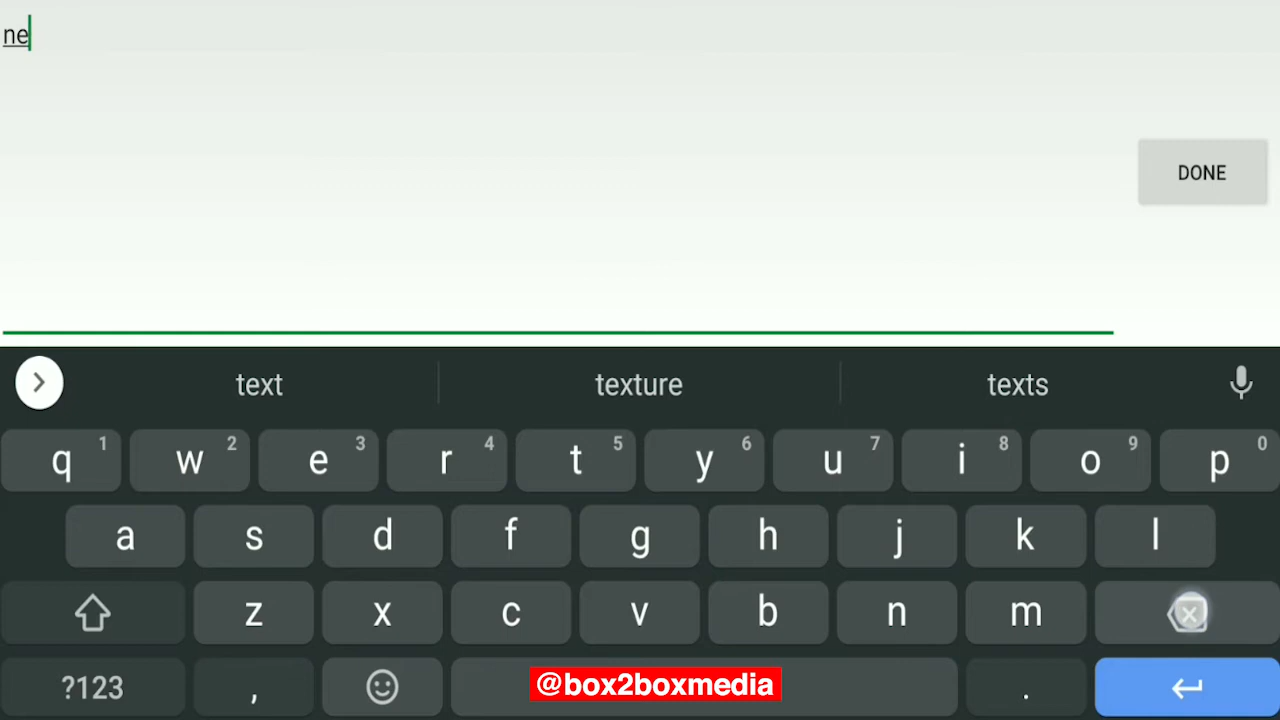 ne
DONE
text texture texts
q 1 w 2 e 3 r 4 t 5 y 6 u 7 i 8 o 9 p 0
a s d f g h j k l
z x c v b n m
?123 , @box2boxmedia .